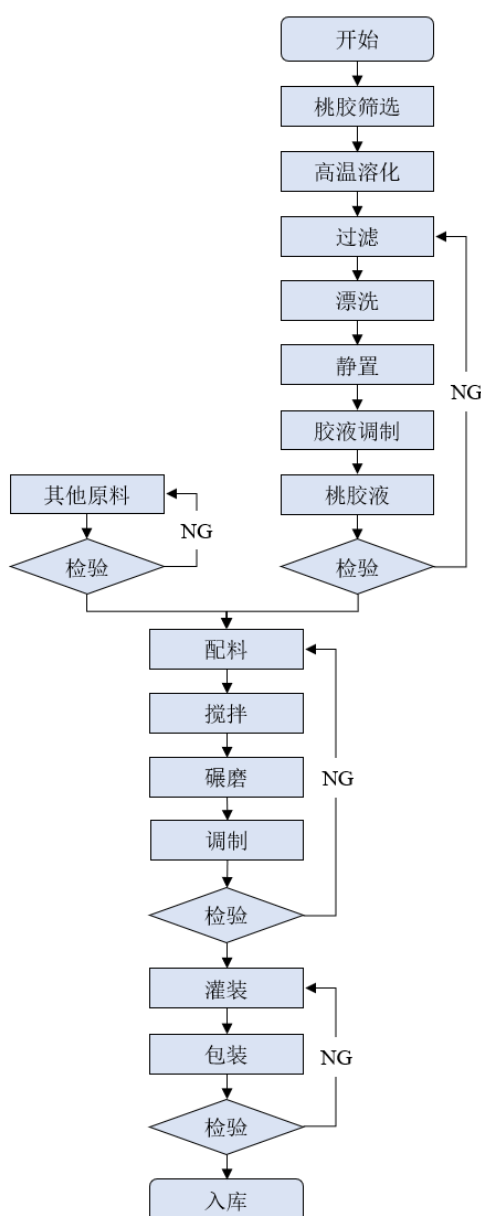 开始
桃胶筛选
高温溶化
过滤
漂洗
静置
NG
胶液调制
其他原料
桃胶液
NG
检验
检验
配料
搅拌
碾磨
NG
调制
检验
灌装
包装
NG
检验
入库